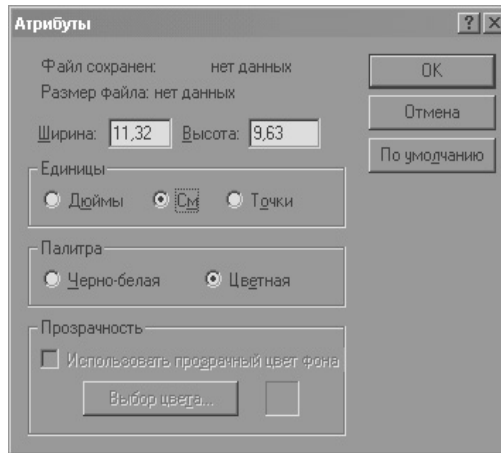 Атрибуты
Файл сохранен: нет данных
Размер файла: нет данных
Ширина: 11,32 Высота: 9,63
Единицы
Дюймы См Точки
Палитра
Черно-белая Цветная
Прозрачность
Использовать прозрачный цвет фона
Выбор цвета...
ОК
Отмена
По умолчанию